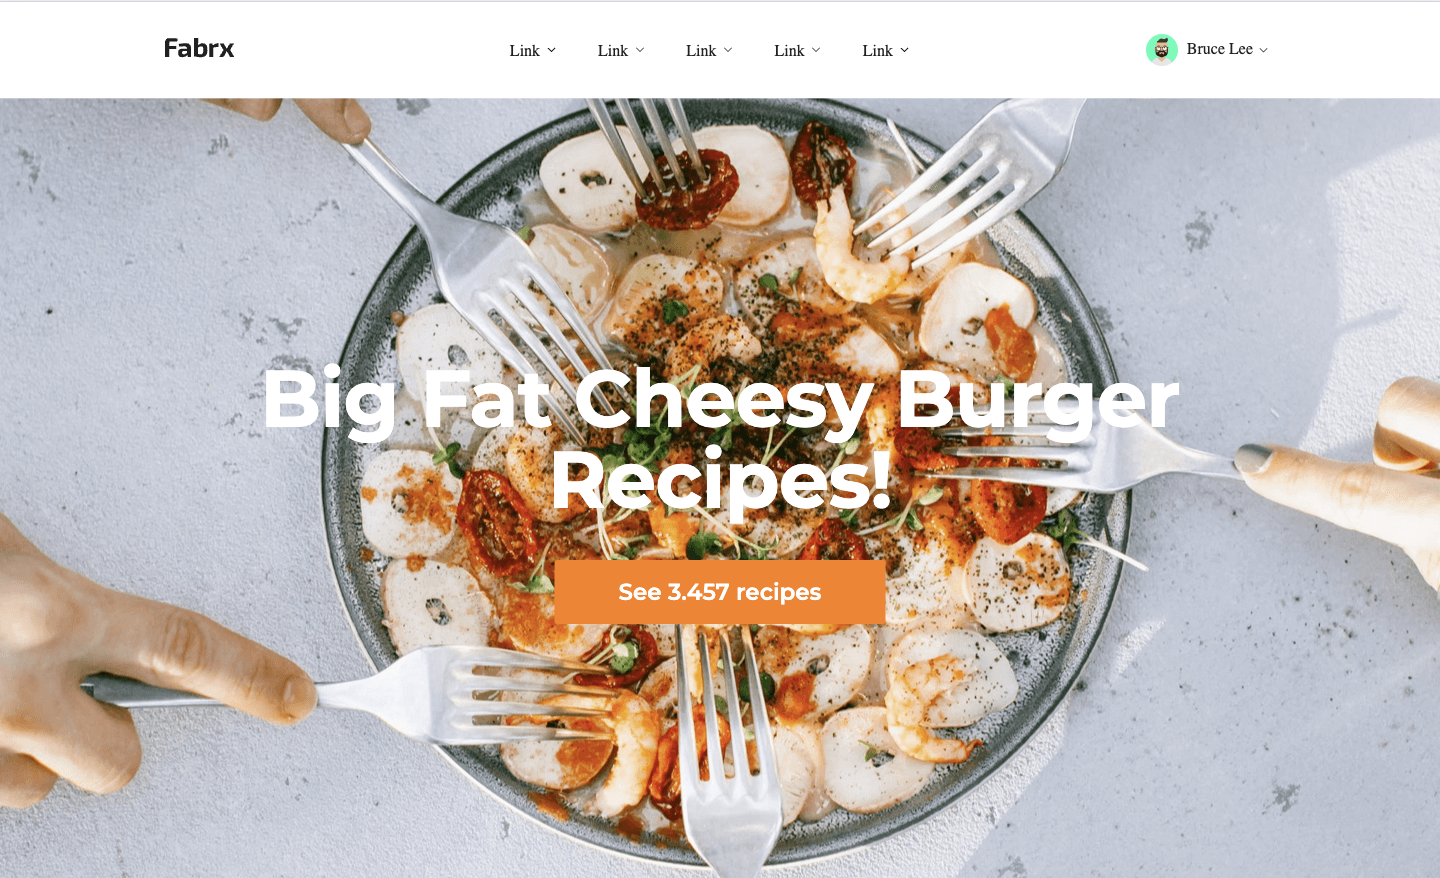 Fabrx
Link
Link
Link
Link
Link
Bruce Lee
Big Fat Cheesy Burger
Recipes!
See 3.457 recipes